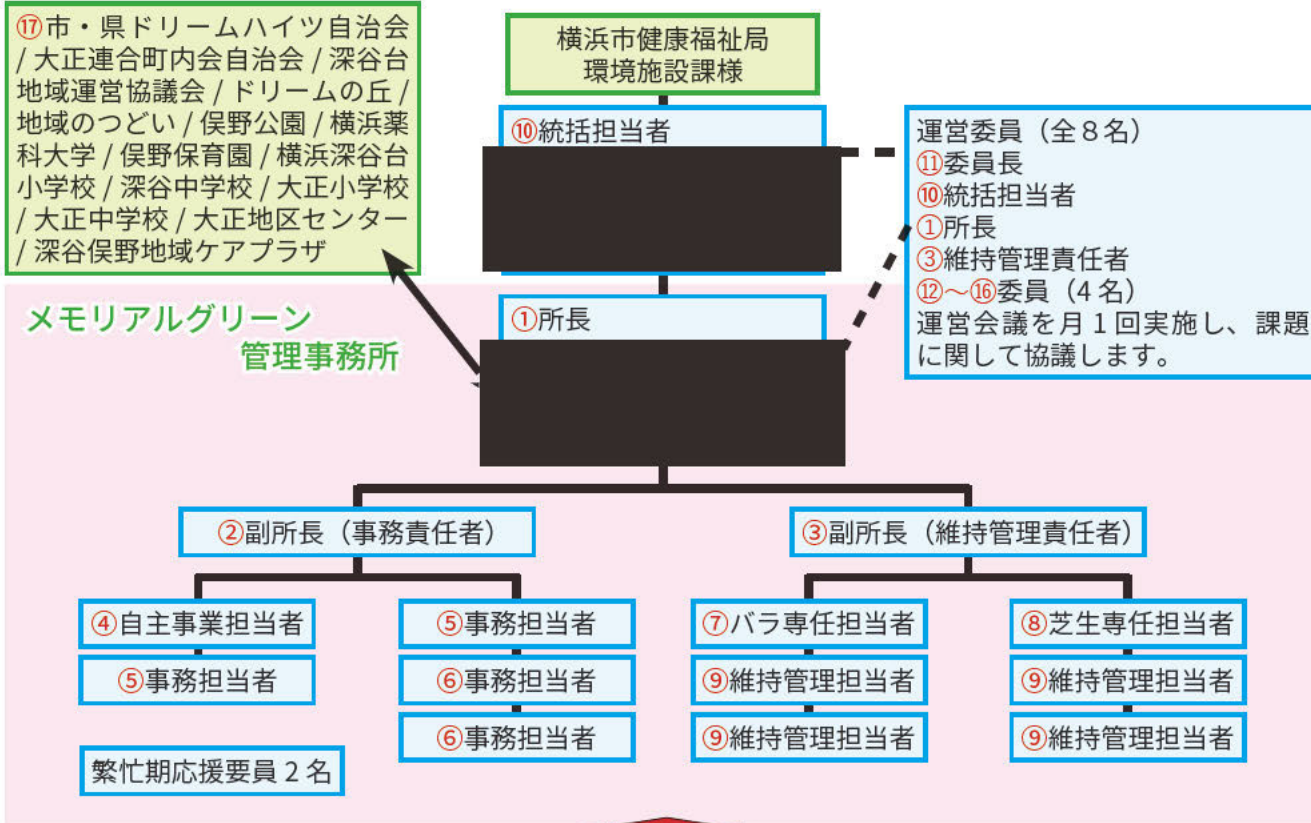 ⑰市・県ドリームハイツ自治会
/ 大正連合町内会自治会 / 深谷台
地域運営協議会 / ドリームの丘 /
地域のつどい / 俣野公園 / 横浜薬
科大学 / 俣野保育園 / 横浜深谷台
小学校 / 深谷中学校 / 大正小学校
/ 大正中学校 / 大正地区センター
/ 深谷俣野地域ケアプラザ
横浜市健康福祉局
環境施設課様
⑩統括担当者
運営委員（全８名）
⑪委員長
⑩統括担当者
①所長
③維持管理責任者
⑫～⑯委員（4 名）
運営会議を月 1 回実施し、課題
に関して協議します。
メモリアルグリーン
管理事務所
①所長
②副所長（事務責任者）
③副所長（維持管理責任者）
④自主事業担当者
⑤事務担当者
⑤事務担当者
⑥事務担当者
⑥事務担当者
⑦バラ専任担当者
⑨維持管理担当者
⑨維持管理担当者
⑧芝生専任担当者
⑨維持管理担当者
⑨維持管理担当者
繁忙期応援要員 2 名